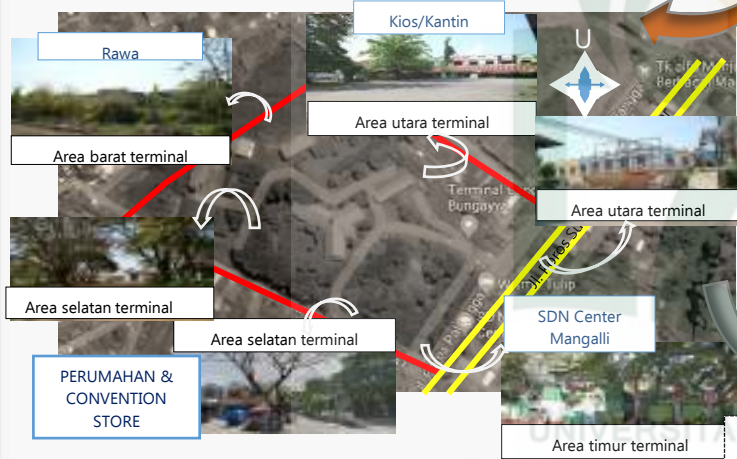 Kios/Kantin
Rawa
U
Area utara terminal
Area barat terminal
Area utara terminal
Terminal
Bungaya
Area selatan terminal
Tulip
SDN Center
Mangalli
Area selatan terminal
PERUMAHAN &
CONVENTION
STORE
Area timur terminal